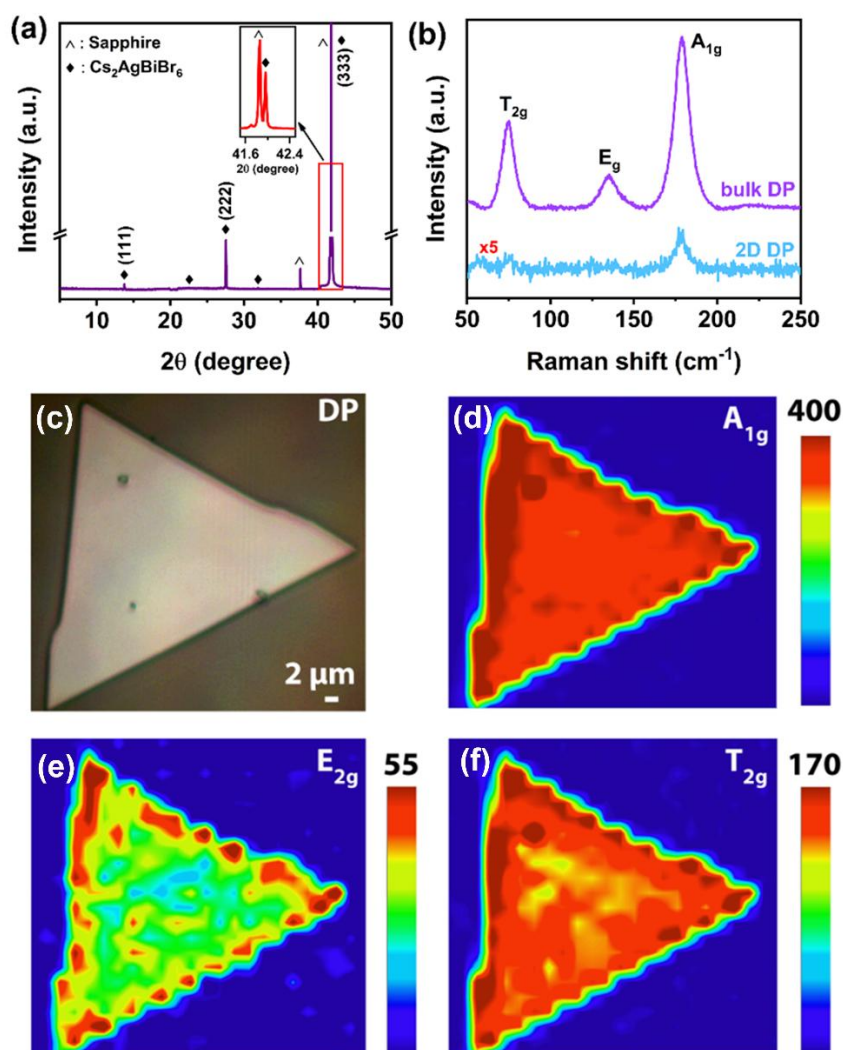 (a)
^ : Sapphire
♦ : Cs₂AgBiBr₆
Intensity (a.u.)
(111)
(222)
(333)
^
♦
41.6 42.4
2θ (degree)
10 20 30 40 50
2θ (degree)
(b)
Intensity (a.u.)
T₂g
E_g
A₁g
bulk DP
x5
2D DP
50 100 150 200 250
Raman shift (cm⁻¹)
(c)
DP
2 μm
(d)
A₁g
400
(e)
E₂g
55
(f)
T₂g
170